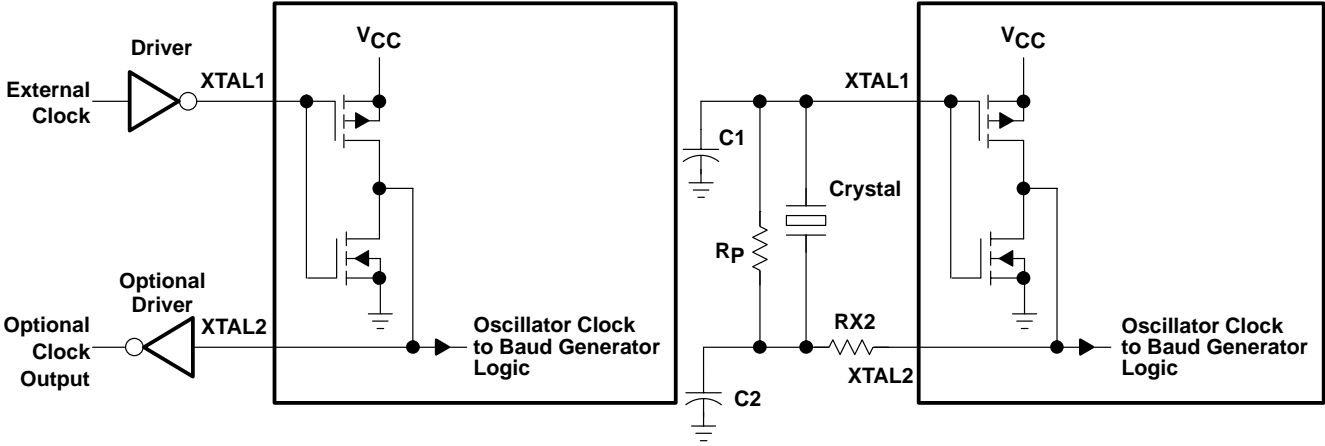 Driver
External
Clock
XTAL1
VCC
Optional
Driver
Optional
Clock
Output
XTAL2
Oscillator Clock
to Baud Generator
Logic
XTAL1
VCC
C1
Crystal
RP
RX2
XTAL2
C2
Oscillator Clock
to Baud Generator
Logic